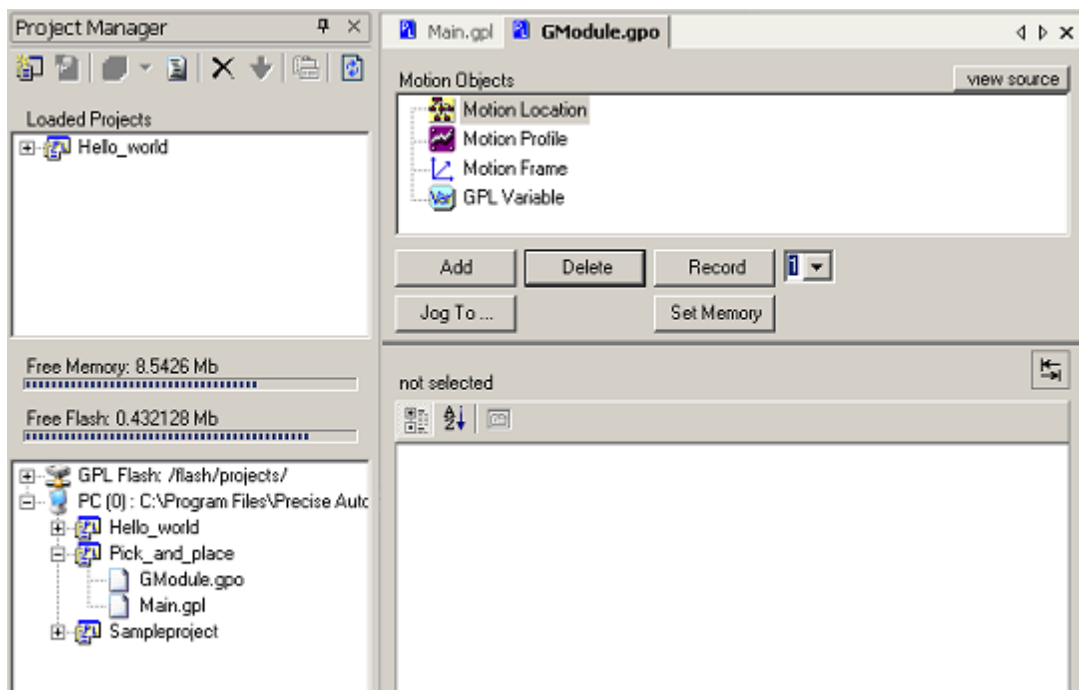 Project Manager
Loaded Projects
Hello_world
Free Memory: 8.5426 Mb
Free Flash: 0.432128 Mb
GPL Flash: /flash/projects/
PC (0) : C:\Program Files\Precise Autc
Hello_world
Pick_and_place
GModule.gpo
Main.gpl
Sampleproject
Main.gpl GModule.gpo
Motion Objects view source
Motion Location
Motion Profile
Motion Frame
Var GPL Variable
Add Delete Record 1
Jog To ... Set Memory
not selected